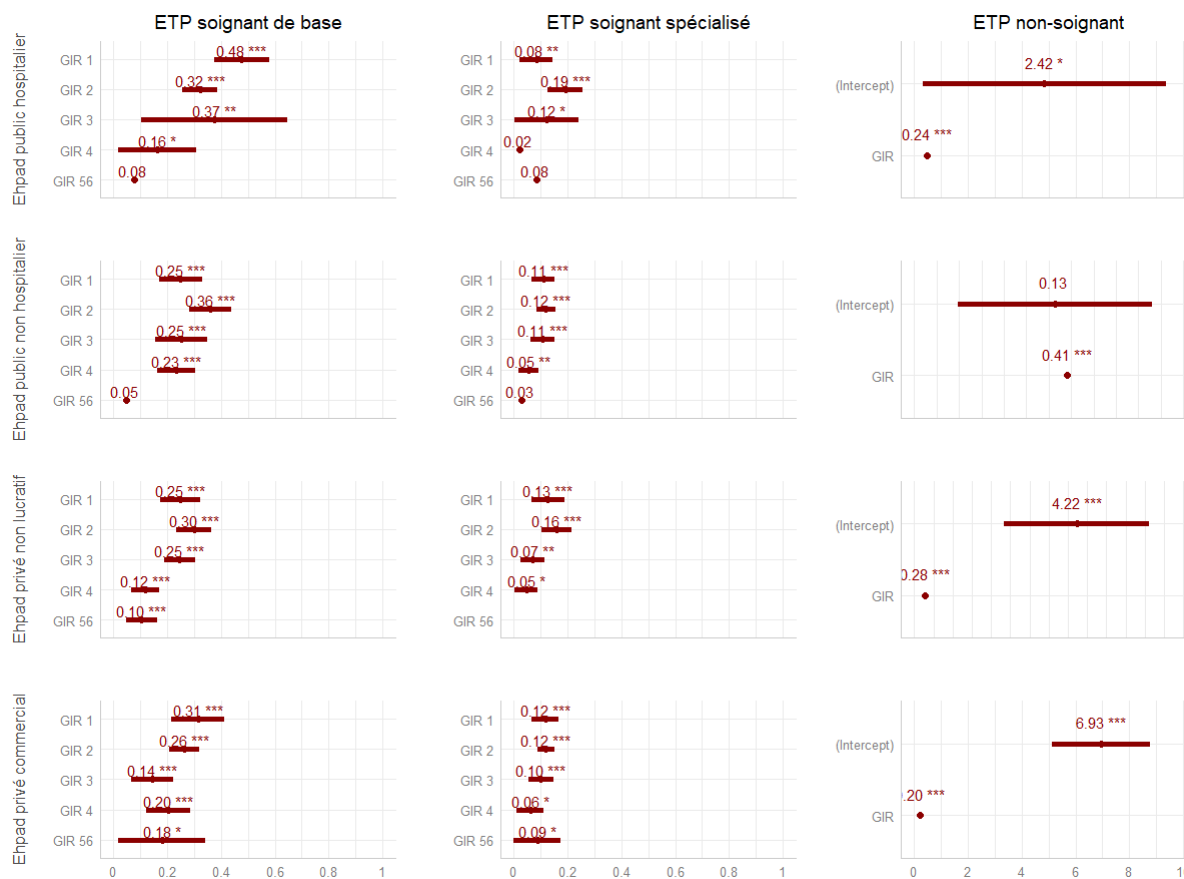 ETP soignant de base
ETP soignant spécialisé
ETP non-soignant
Ehpad public hospitalier
GIR 1
0.48 ***
GIR 2
0.32 ***
GIR 3
0.37 **
GIR 4
0.16 *
GIR 56
0.08
GIR 1
0.08 **
GIR 2
0.19 ***
GIR 3
0.12 *
GIR 4
0.02
GIR 56
0.08
(Intercept)
2.42 *
GIR
0.24 ***
Ehpad public non hospitalier
GIR 1
0.25 ***
GIR 2
0.36 ***
GIR 3
0.25 ***
GIR 4
0.23 ***
GIR 56
0.05
GIR 1
0.11 ***
GIR 2
0.12 ***
GIR 3
0.11 ***
GIR 4
0.05 **
GIR 56
0.03
(Intercept)
0.13
GIR
0.41 ***
Ehpad privé non lucratif
GIR 1
0.25 ***
GIR 2
0.30 ***
GIR 3
0.25 ***
GIR 4
0.12 ***
GIR 56
0.10 ***
GIR 1
0.13 ***
GIR 2
0.16 ***
GIR 3
0.07 **
GIR 4
0.05 *
GIR 56
(Intercept)
4.22 ***
GIR
0.28 ***
Ehpad privé commercial
GIR 1
0.31 ***
GIR 2
0.26 ***
GIR 3
0.14 ***
GIR 4
0.20 ***
GIR 56
0.18 *
GIR 1
0.12 ***
GIR 2
0.12 ***
GIR 3
0.10 ***
GIR 4
0.06 *
GIR 56
0.09 *
(Intercept)
6.93 ***
GIR
.20 ***
0 0.2 0.4 0.6 0.8 1
0 0.2 0.4 0.6 0.8 1
0 2 4 6 8 10